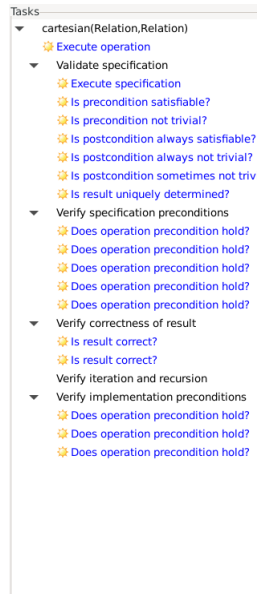 Tasks
cartesian(Relation,Relation)
Execute operation
Validate specification
Execute specification
Is precondition satisfiable?
Is precondition not trivial?
Is postcondition always satisfiable?
Is postcondition always not trivial?
Is postcondition sometimes not triv
Is result uniquely determined?
Verify specification preconditions
Does operation precondition hold?
Does operation precondition hold?
Does operation precondition hold?
Does operation precondition hold?
Does operation precondition hold?
Verify correctness of result
Is result correct?
Is result correct?
Verify iteration and recursion
Verify implementation preconditions
Does operation precondition hold?
Does operation precondition hold?
Does operation precondition hold?